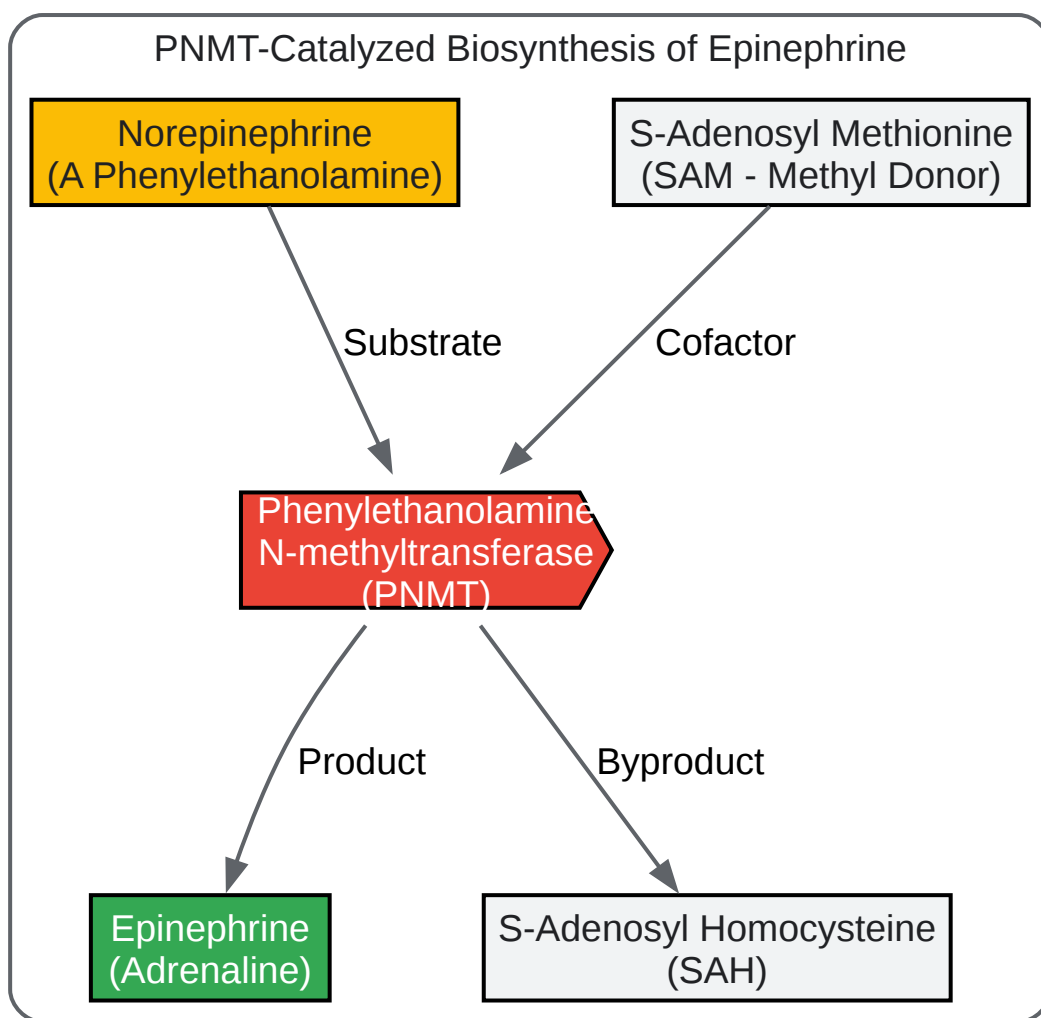 PNMT-Catalyzed Biosynthesis of Epinephrine
Norepinephrine
(A Phenylethanolamine)
S-Adenosyl Methionine
(SAM - Methyl Donor)
Substrate
Cofactor
Phenylethanolamine
N-methyltransferase
(PNMT)
Product
Byproduct
Epinephrine
(Adrenaline)
S-Adenosyl Homocysteine
(SAH)